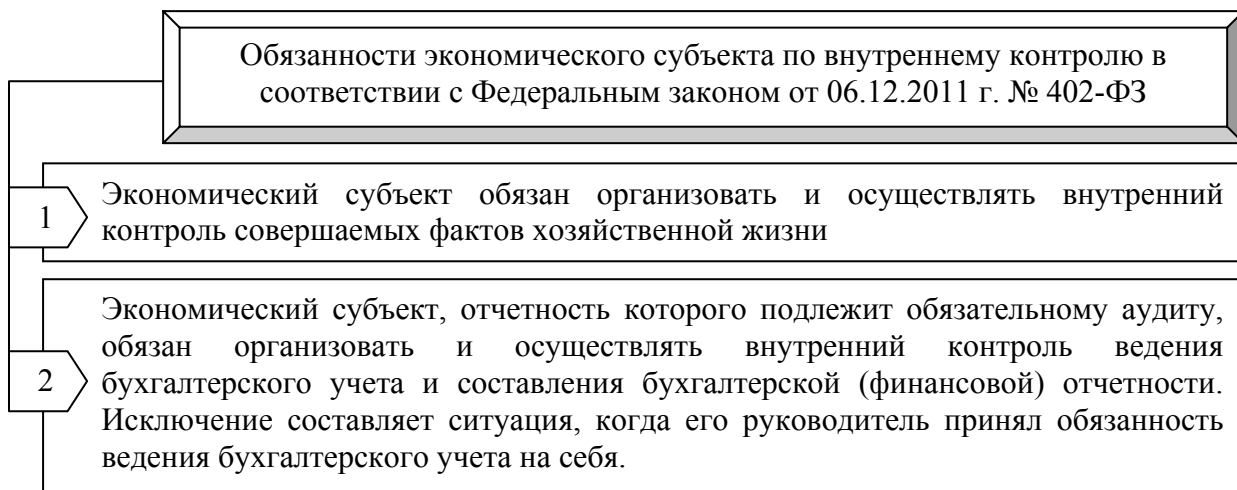 Обязанности экономического субъекта по внутреннему контролю в
соответствии с Федеральным законом от 06.12.2011 г. № 402-ФЗ
1
Экономический субъект обязан организовать и осуществлять внутренний
контроль совершаемых фактов хозяйственной жизни
2
Экономический субъект, отчетность которого подлежит обязательному аудиту,
обязан организовать и осуществлять внутренний контроль ведения
бухгалтерского учета и составления бухгалтерской (финансовой) отчетности.
Исключение составляет ситуация, когда его руководитель принял обязанность
ведения бухгалтерского учета на себя.